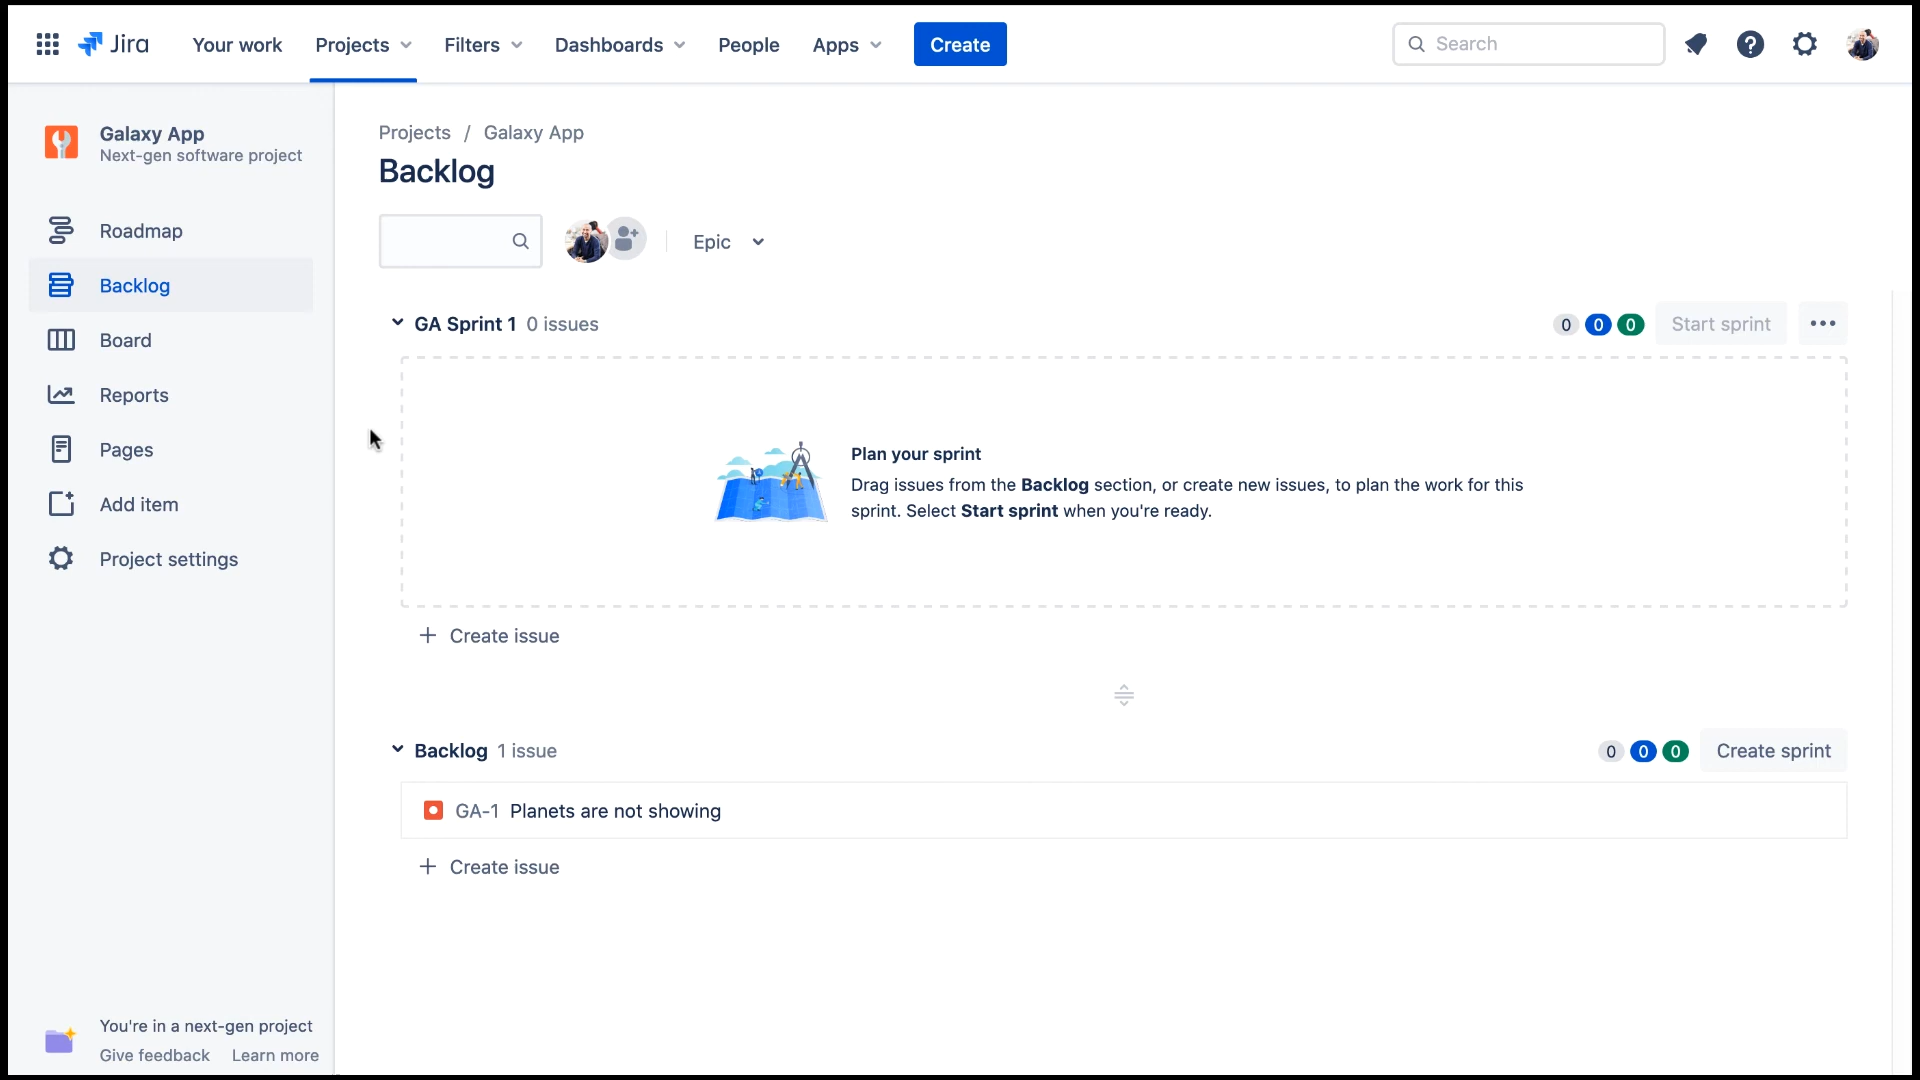 Jira
Your work
Projects
Filters
Dashboards
People
Apps
Create
Search
Galaxy App
Next-gen software project
Roadmap
Backlog
Board
Reports
Pages
Add item
Project settings
You're in a next-gen project
Give feedback Learn more
Projects / Galaxy App
Backlog
Epic
GA Sprint 1 0 issues
0 0 0
Start sprint
Plan your sprint
Drag issues from the Backlog section, or create new issues, to plan the work for this
sprint. Select Start sprint when you're ready.
+ Create issue
Backlog 1 issue
0 0 0
Create sprint
GA-1 Planets are not showing
+ Create issue